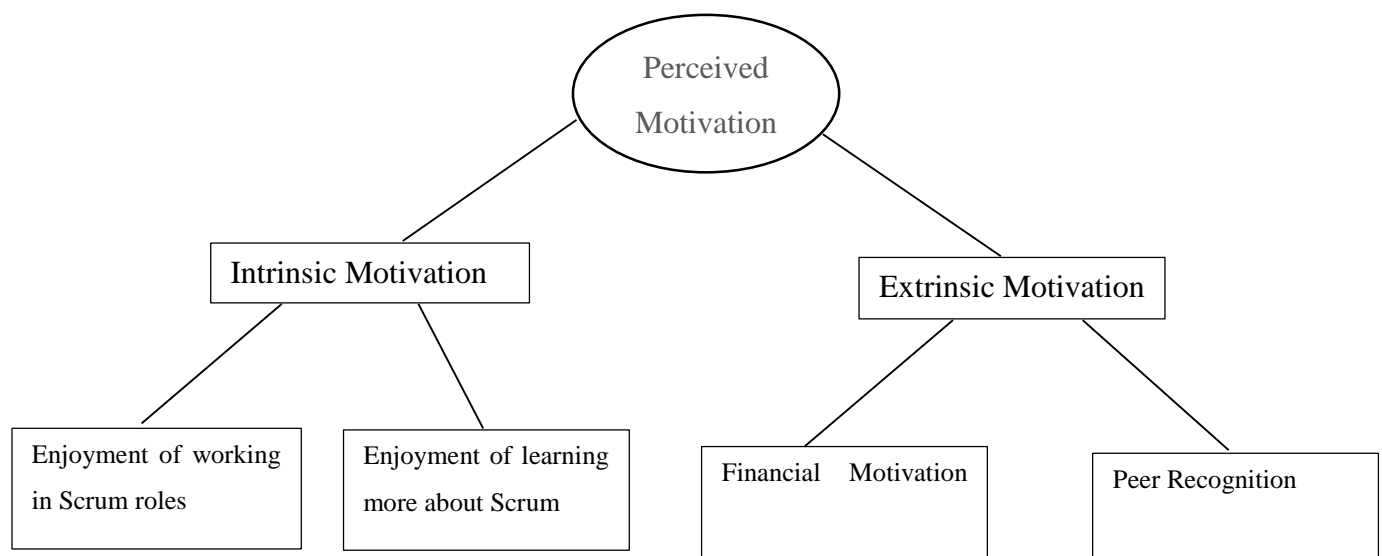 Perceived
Motivation
Intrinsic Motivation
Extrinsic Motivation
Enjoyment of working
in Scrum roles
Enjoyment of learning
more about Scrum
Financial Motivation
Peer Recognition